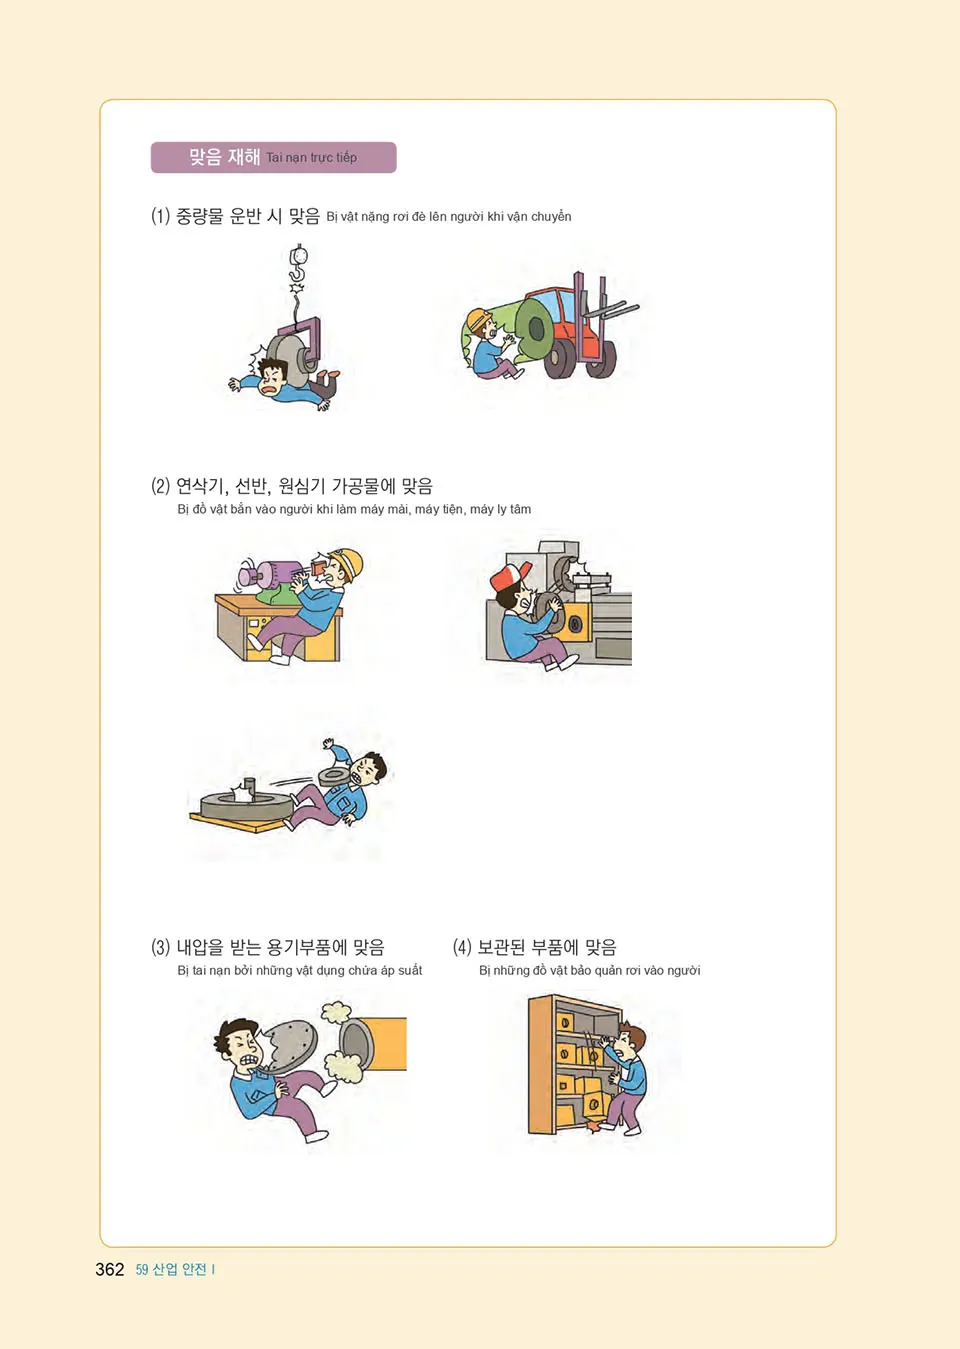 맞음 재해 Tai nạn trực tiếp
(1) 중량물 운반 시 맞음 Bị vật nặng rơi đè lên người khi vận chuyển
(2) 연삭기, 선반, 원심기 가공물에 맞음
Bị đồ vật bắn vào người khi làm máy mài, máy tiện, máy ly tâm
(3) 내압을 받는 용기부품에 맞음
Bị tai nạn bởi những vật dụng chứa áp suất
(4) 보관된 부품에 맞음
Bị những đồ vật bảo quản rơi vào người
362 59 산업 안전 I